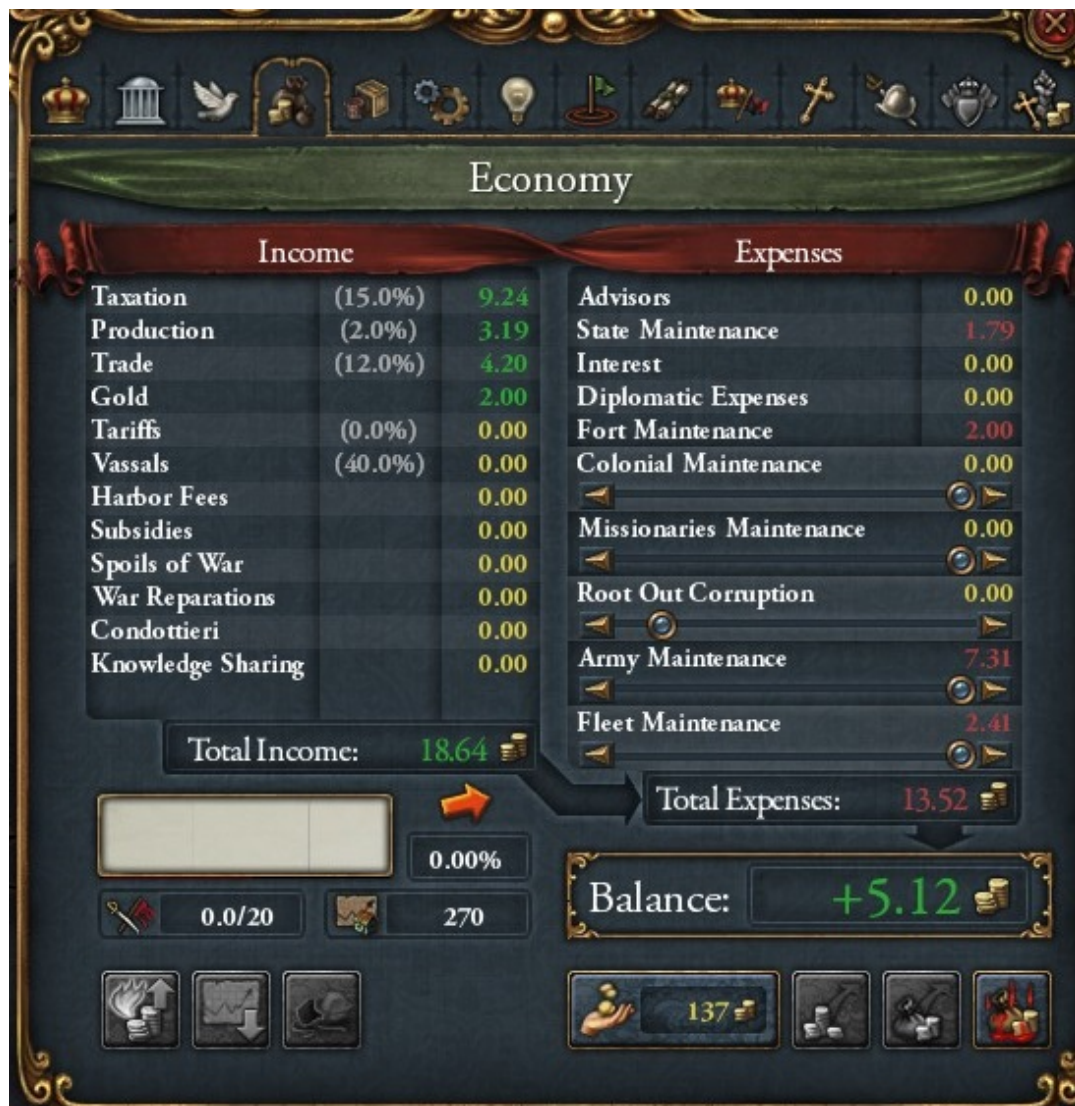 Economy
Income
Taxation (15.0%) 9.24
Production (2.0%) 3.19
Trade (12.0%) 4.20
Gold 2.00
Tariffs (0.0%) 0.00
Vassals (40.0%) 0.00
Harbor Fees 0.00
Subsidies 0.00
Spoils of War 0.00
War Reparations 0.00
Condottieri 0.00
Knowledge Sharing 0.00
Total Income: 18.64
0.00%
0.0/20 270
Expenses
Advisors 0.00
State Maintenance 1.79
Interest 0.00
Diplomatic Expenses 0.00
Fort Maintenance 2.00
Colonial Maintenance 0.00
Missionaries Maintenance 0.00
Root Out Corruption 0.00
Army Maintenance 7.31
Fleet Maintenance 2.41
Total Expenses: 13.52
Balance: +5.12
137